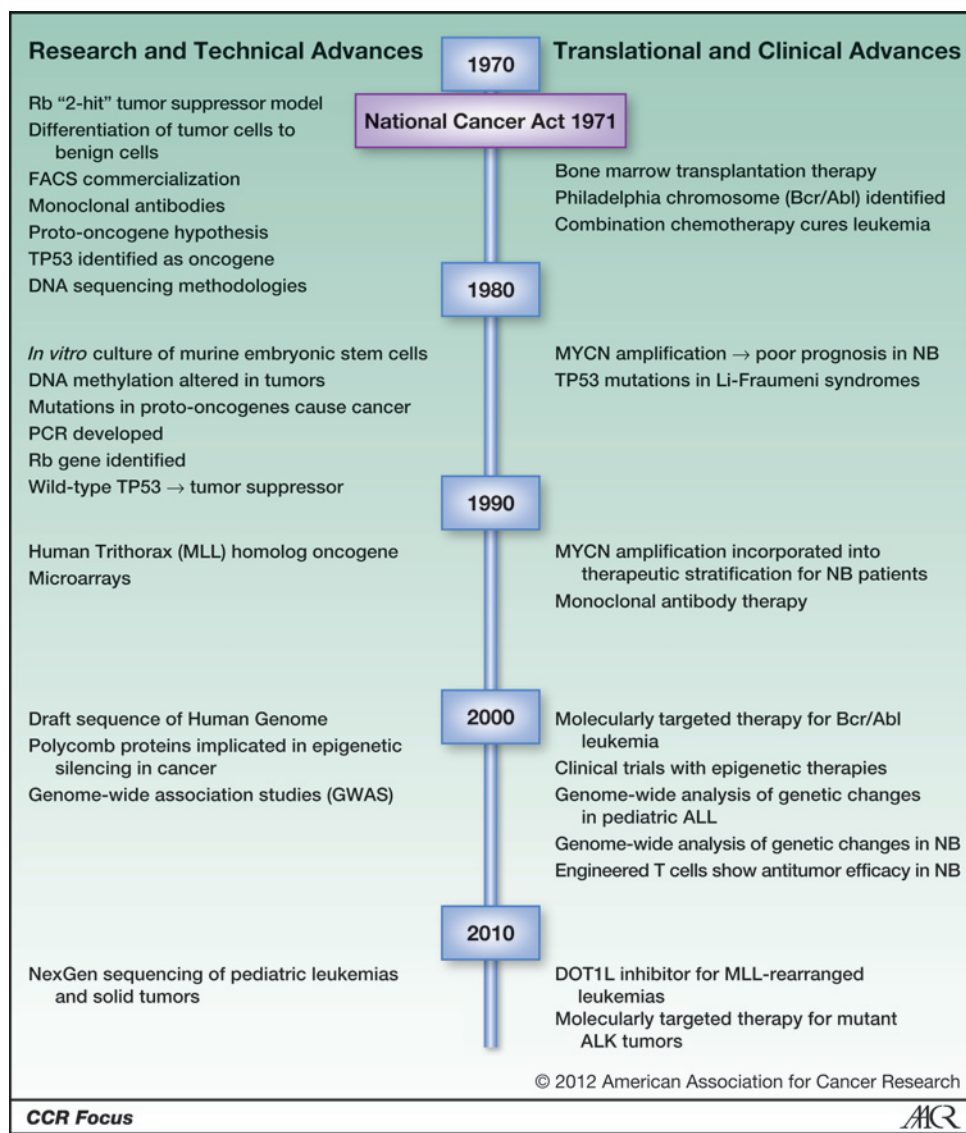 Research and Technical Advances
1970
Translational and Clinical Advances
National Cancer Act 1971
Rb “2-hit” tumor suppressor model
Differentiation of tumor cells to
benign cells
FACS commercialization
Monoclonal antibodies
Proto-oncogene hypothesis
TP53 identified as oncogene
DNA sequencing methodologies
Bone marrow transplantation therapy
Philadelphia chromosome (Bcr/Abl) identified
Combination chemotherapy cures leukemia
1980
In vitro culture of murine embryonic stem cells
DNA methylation altered in tumors
Mutations in proto-oncogenes cause cancer
PCR developed
Rb gene identified
Wild-type TP53 → tumor suppressor
MYCN amplification → poor prognosis in NB
TP53 mutations in Li-Fraumeni syndromes
1990
Human Trithorax (MLL) homolog oncogene
Microarrays
MYCN amplification incorporated into
therapeutic stratification for NB patients
Monoclonal antibody therapy
2000
Draft sequence of Human Genome
Polycomb proteins implicated in epigenetic
silencing in cancer
Genome-wide association studies (GWAS)
Molecularly targeted therapy for Bcr/Abl
leukemia
Clinical trials with epigenetic therapies
Genome-wide analysis of genetic changes
in pediatric ALL
Genome-wide analysis of genetic changes in NB
Engineered T cells show antitumor efficacy in NB
2010
NexGen sequencing of pediatric leukemias
and solid tumors
DOT1L inhibitor for MLL-rearranged
leukemias
Molecularly targeted therapy for mutant
ALK tumors
© 2012 American Association for Cancer Research
CCR Focus
AACR